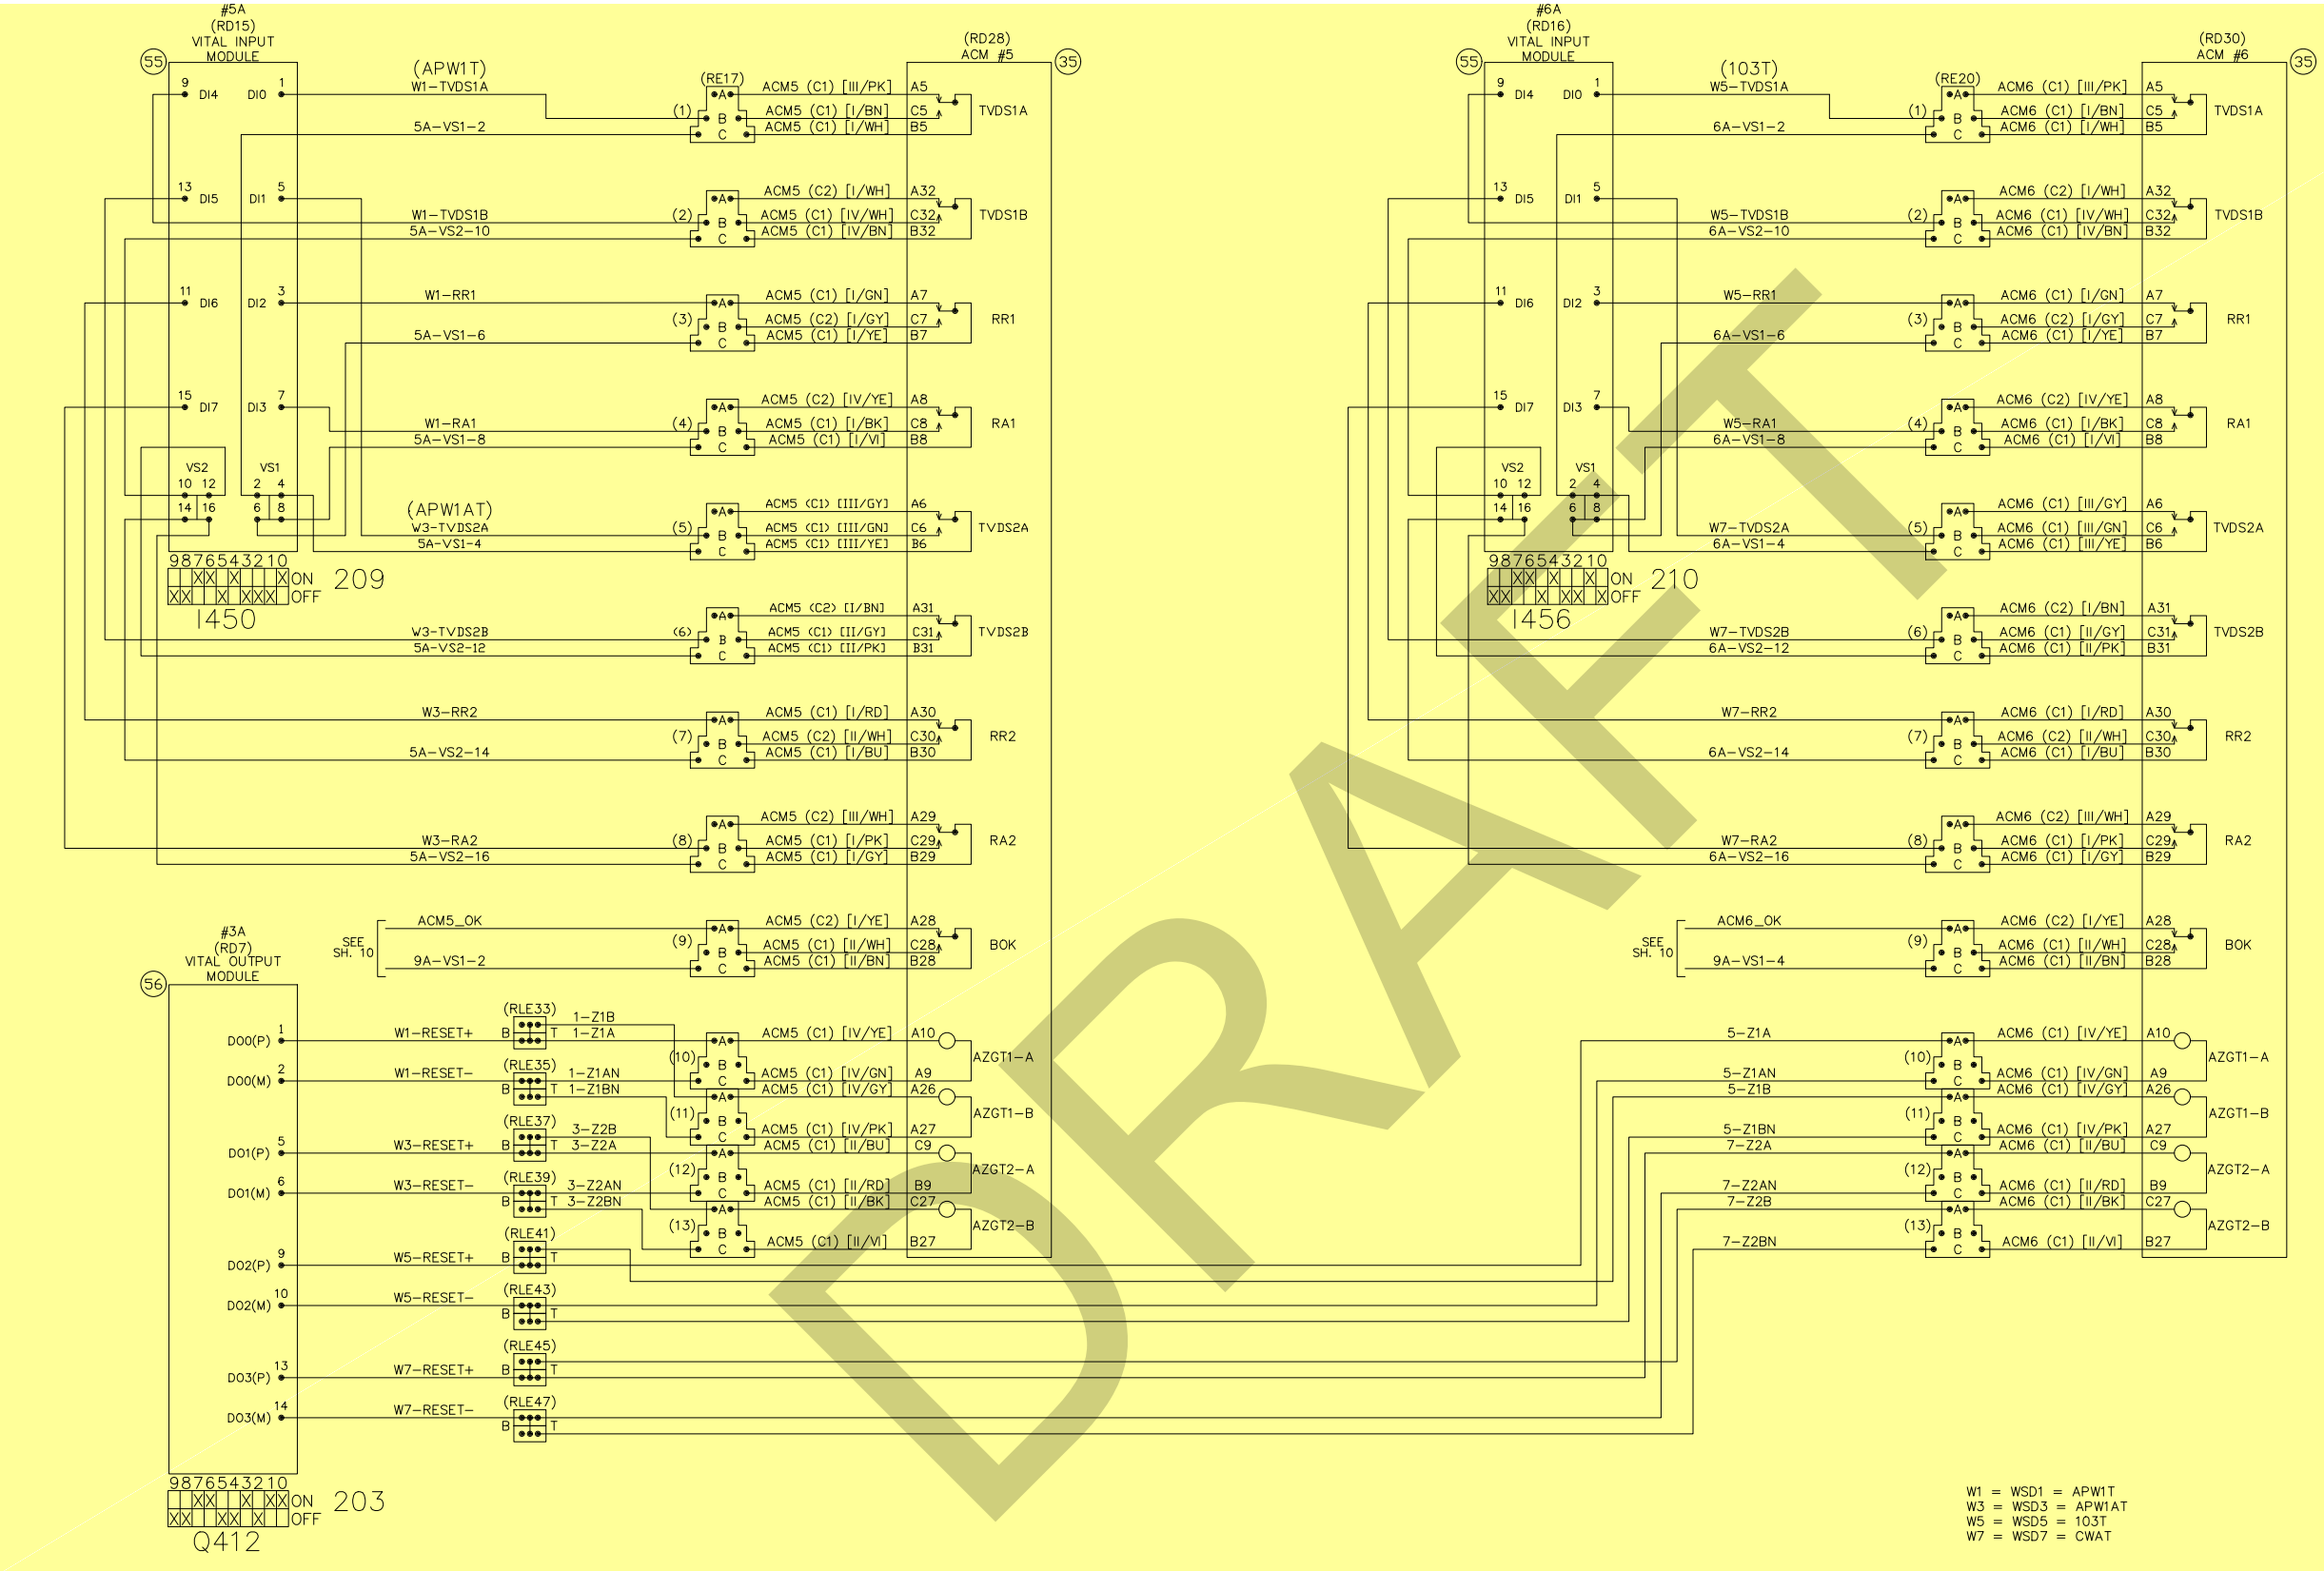 #5A
(RD15)
VITAL INPUT
MODULE
55
(APW1T)
(RD28)
ACM #5
35
9 DI4 DI0 1
W1-TVDS1A
(RE17)
A ACM5 (C1) [III/PK] A5
(1) B ACM5 (C1) [I/BN] C5 TVDS1A
5A-VS1-2
C ACM5 (C1) [I/WH] B5
13 DI5 DI1 5
A ACM5 (C2) [I/WH] A32
W1-TVDS1B (2) B ACM5 (C1) [IV/WH] C32 TVDS1B
5A-VS2-10 C ACM5 (C1) [IV/BN] B32
11 DI6 DI2 3
W1-RR1 A ACM5 (C1) [I/GN] A7
(3) B ACM5 (C2) [I/GY] C7 RR1
5A-VS1-6 C ACM5 (C1) [I/YE] B7
15 DI7 DI3 7
A ACM5 (C2) [IV/YE] A8
W1-RA1 (4) B ACM5 (C1) [I/BK] C8 RA1
5A-VS1-8 C ACM5 (C1) [I/VI] B8
VS2 VS1
10 12 2 4
14 16 6 8
(APW1AT)
A ACM5 (C1) [III/GY] A6
W3-TVDS2A (5) B ACM5 (C1) [III/GN] C6 TVDS2A
5A-VS1-4 C ACM5 (C1) [III/YE] B6
9876543210
XX X X ON 209
XX X XXX OFF
I450
A ACM5 (C2) [I/BN] A31
W3-TVDS2B (6) B ACM5 (C1) [II/GY] C31 TVDS2B
5A-VS2-12 C ACM5 (C1) [II/PK] B31
W3-RR2 A ACM5 (C1) [I/RD] A30
(7) B ACM5 (C2) [II/WH] C30 RR2
5A-VS2-14 C ACM5 (C1) [I/BU] B30
A ACM5 (C2) [III/WH] A29
W3-RA2 (8) B ACM5 (C1) [I/PK] C29 RA2
5A-VS2-16 C ACM5 (C1) [I/GY] B29
SEE
SH. 10
ACM5_OK A ACM5 (C2) [I/YE] A28
(9) B ACM5 (C1) [II/WH] C28 BOK
9A-VS1-2 C ACM5 (C1) [II/BN] B28
#3A
(RD7)
VITAL OUTPUT
MODULE
56
(RLE33) 1-Z1B
DO0(P) 1 W1-RESET+ B T 1-Z1A A ACM5 (C1) [IV/YE] A10
(10) B AZGT1-A
(RLE35)
DO0(M) 2 W1-RESET- 1-Z1AN C ACM5 (C1) [IV/GN] A9
B T 1-Z1BN A ACM5 (C1) [IV/GY] A26
(11) B AZGT1-B
(RLE37) 3-Z2B C ACM5 (C1) [IV/PK] A27
DO1(P) 5 W3-RESET+ B T 3-Z2A A ACM5 (C1) [II/BU] C9
(12) B AZGT2-A
(RLE39)
DO1(M) 6 W3-RESET- 3-Z2AN C ACM5 (C1) [II/RD] B9
B T 3-Z2BN A ACM5 (C1) [II/BK] C27
(13) B AZGT2-B
(RLE41) C ACM5 (C1) [II/VI] B27
DO2(P) 9 W5-RESET+ B T
(RLE43)
DO2(M) 10 W5-RESET-
B T
(RLE45)
DO3(P) 13 W7-RESET+ B T
(RLE47)
DO3(M) 14 W7-RESET-
B T
9876543210
XX X XX ON 203
XX XX X OFF
Q412
#6A
(RD16)
VITAL INPUT
MODULE
55
(103T)
(RD30)
ACM #6
35
9 DI4 DI0 1
W5-TVDS1A
(RE20)
A ACM6 (C1) [III/PK] A5
(1) B ACM6 (C1) [I/BN] C5 TVDS1A
6A-VS1-2 C ACM6 (C1) [I/WH] B5
13 DI5 DI1 5
A ACM6 (C2) [I/WH] A32
W5-TVDS1B (2) B ACM6 (C1) [IV/WH] C32 TVDS1B
6A-VS2-10 C ACM6 (C1) [IV/BN] B32
11 DI6 DI2 3
W5-RR1 A ACM6 (C1) [I/GN] A7
(3) B ACM6 (C2) [I/GY] C7 RR1
6A-VS1-6 C ACM6 (C1) [I/YE] B7
15 DI7 DI3 7
A ACM6 (C2) [IV/YE] A8
W5-RA1 (4) B ACM6 (C1) [I/BK] C8 RA1
6A-VS1-8 C ACM6 (C1) [I/VI] B8
VS2 VS1
10 12 2 4
14 16 6 8
A ACM6 (C1) [III/GY] A6
W7-TVDS2A (5) B ACM6 (C1) [III/GN] C6 TVDS2A
6A-VS1-4 C ACM6 (C1) [III/YE] B6
9876543210
XX X X ON 210
XX X XX X OFF
I456
A ACM6 (C2) [I/BN] A31
W7-TVDS2B (6) B ACM6 (C1) [II/GY] C31 TVDS2B
6A-VS2-12 C ACM6 (C1) [II/PK] B31
W7-RR2 A ACM6 (C1) [I/RD] A30
(7) B ACM6 (C2) [II/WH] C30 RR2
6A-VS2-14 C ACM6 (C1) [I/BU] B30
A ACM6 (C2) [III/WH] A29
W7-RA2 (8) B ACM6 (C1) [I/PK] C29 RA2
6A-VS2-16 C ACM6 (C1) [I/GY] B29
SEE
SH. 10
ACM6_OK A ACM6 (C2) [I/YE] A28
(9) B ACM6 (C1) [II/WH] C28 BOK
9A-VS1-4 C ACM6 (C1) [II/BN] B28
5-Z1A A ACM6 (C1) [IV/YE] A10
(10) B AZGT1-A
5-Z1AN C ACM6 (C1) [IV/GN] A9
5-Z1B A ACM6 (C1) [IV/GY] A26
(11) B AZGT1-B
5-Z1BN C ACM6 (C1) [IV/PK] A27
7-Z2A A ACM6 (C1) [II/BU] C9
(12) B AZGT2-A
7-Z2AN C ACM6 (C1) [II/RD] B9
7-Z2B A ACM6 (C1) [II/BK] C27
(13) B AZGT2-B
7-Z2BN C ACM6 (C1) [II/VI] B27
W1 = WSD1 = APW1T
W3 = WSD3 = APW1AT
W5 = WSD5 = 103T
W7 = WSD7 = CWAT
DRAFT